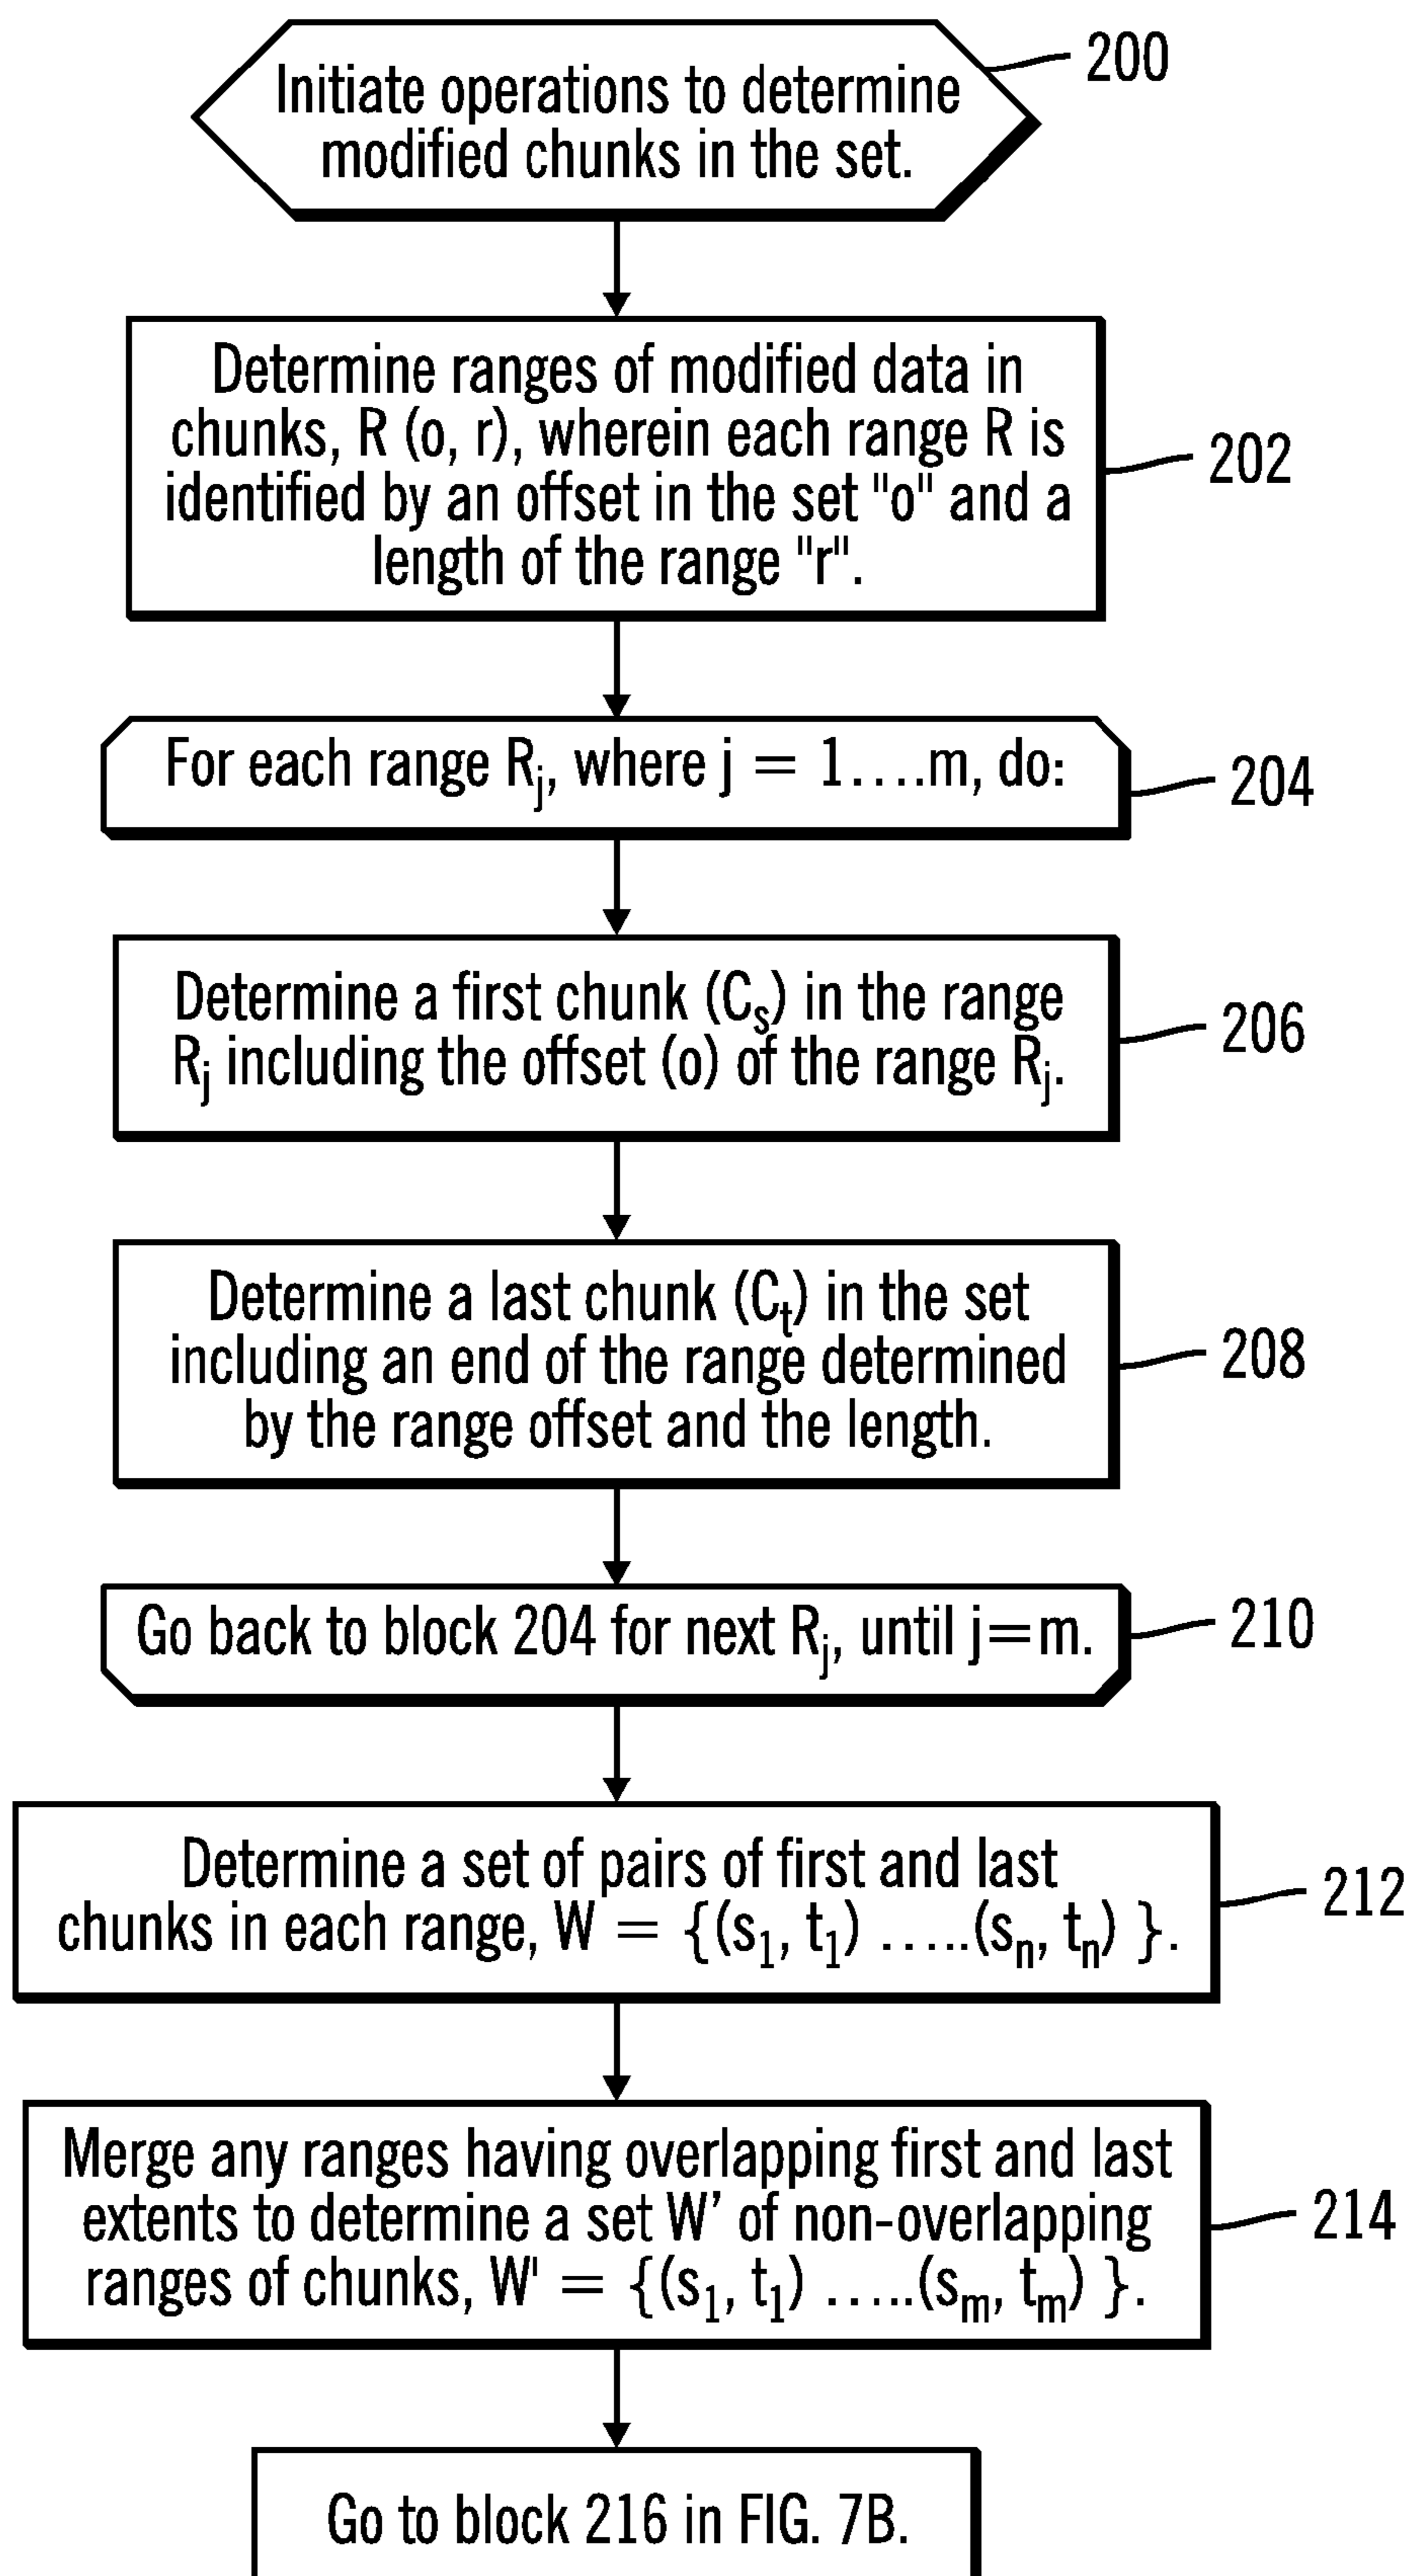 Initiate operations to determine
modified chunks in the set.
200
Determine ranges of modified data in
chunks, R (o, r), wherein each range R is
identified by an offset in the set "o" and a
length of the range "r".
202
For each range Rj, where j = 1....m, do:
204
Determine a first chunk (Cs) in the range
Rj including the offset (o) of the range Rj.
206
Determine a last chunk (Ct) in the set
including an end of the range determined
by the range offset and the length.
208
Go back to block 204 for next Rj, until j=m.
210
Determine a set of pairs of first and last
chunks in each range, W = {(s1, t1) .....(sn, tn) }.
212
Merge any ranges having overlapping first and last
extents to determine a set W’ of non-overlapping
ranges of chunks, W' = {(s1, t1) .....(sm, tm) }.
214
Go to block 216 in FIG. 7B.